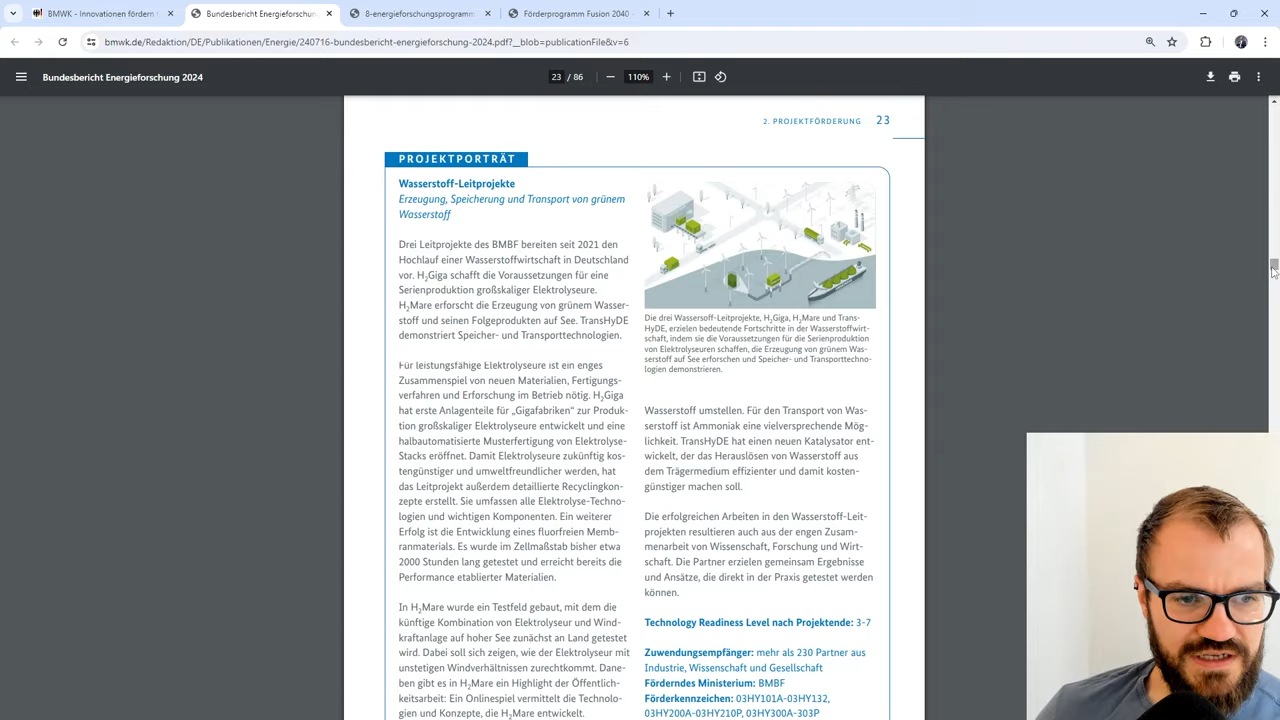 BMWK - Innovationen fördern
Bundesbericht Energieforschun
8-energieforschungsprogramm
Förderprogramm Fusion 2040 -
bmwk.de/Redaktion/DE/Publikationen/Energie/240716-bundesbericht-energieforschung-2024.pdf?__blob=publicationFile&v=6
Bundesbericht Energieforschung 2024
23 / 86
110%
2. PROJEKTFÖRDERUNG 23
PROJEKTPORTRÄT
Wasserstoff-Leitprojekte
Erzeugung, Speicherung und Transport von grünem
Wasserstoff
Drei Leitprojekte des BMBF bereiten seit 2021 den
Hochlauf einer Wasserstoffwirtschaft in Deutschland
vor. H₂Giga schafft die Voraussetzungen für eine
Serienproduktion großskaliger Elektrolyseure.
H₂Mare erforscht die Erzeugung von grünem Wasser-
stoff und seinen Folgeprodukten auf See. TransHyDE
demonstriert Speicher- und Transporttechnologien.
Für leistungsfähige Elektrolyseure ist ein enges
Zusammenspiel von neuen Materialien, Fertigungs-
verfahren und Erforschung im Betrieb nötig. H₂Giga
hat erste Anlagenteile für „Gigafabriken“ zur Produk-
tion großskaliger Elektrolyseure entwickelt und eine
halbautomatisierte Musterfertigung von Elektrolyse-
Stacks eröffnet. Damit Elektrolyseure zukünftig kos-
tengünstiger und umweltfreundlicher werden, hat
das Leitprojekt außerdem detaillierte Recyclingkon-
zepte erstellt. Sie umfassen alle Elektrolyse-Techno-
logien und wichtigen Komponenten. Ein weiterer
Erfolg ist die Entwicklung eines fluorfreien Memb-
ranmaterials. Es wurde im Zellmaßstab bisher etwa
2000 Stunden lang getestet und erreicht bereits die
Performance etablierter Materialien.
In H₂Mare wurde ein Testfeld gebaut, mit dem die
künftige Kombination von Elektrolyseur und Wind-
kraftanlage auf hoher See zunächst an Land getestet
wird. Dabei soll sich zeigen, wie der Elektrolyseur mit
unstetigen Windverhältnissen zurechtkommt. Dane-
ben gibt es in H₂Mare ein Highlight der Öffentlich-
keitsarbeit: Ein Onlinespiel vermittelt die Technolo-
gien und Konzepte, die H₂Mare entwickelt.
Die drei Wassersoff-Leitprojekte, H₂Giga, H₂Mare und Trans-
HyDE, erzielen bedeutende Fortschritte in der Wasserstoffwirt-
schaft, indem sie die Voraussetzungen für die Serienproduktion
von Elektrolyseuren schaffen, die Erzeugung von grünem Was-
serstoff auf See erforschen und Speicher- und Transporttechno-
logien demonstrieren.
Wasserstoff umstellen. Für den Transport von Was-
serstoff ist Ammoniak eine vielversprechende Mög-
lichkeit. TransHyDE hat einen neuen Katalysator ent-
wickelt, der das Herauslösen von Wasserstoff aus
dem Trägermedium effizienter und damit kosten-
günstiger machen soll.
Die erfolgreichen Arbeiten in den Wasserstoff-Leit-
projekten resultieren auch aus der engen Zusam-
menarbeit von Wissenschaft, Forschung und Wirt-
schaft. Die Partner erzielen gemeinsam Ergebnisse
und Ansätze, die direkt in der Praxis getestet werden
können.
Technology Readiness Level nach Projektende: 3-7
Zuwendungsempfänger: mehr als 230 Partner aus
Industrie, Wissenschaft und Gesellschaft
Förderndes Ministerium: BMBF
Förderkennzeichen: 03HY101A-03HY132,
03HY200A-03HY210P, 03HY300A-303P